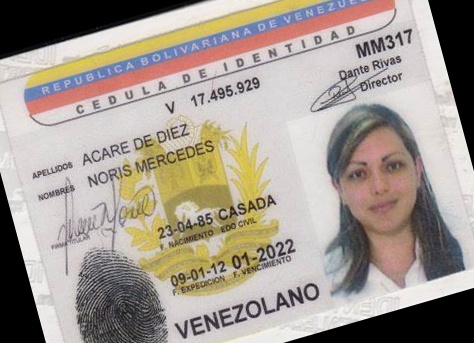 REPUBLICA BOLIVARIANA DE VENEZUELA
CEDULA DE IDENTIDAD
MM317
V 17.495.929
Dante Rivas
Director
APELLIDOS ACARE DE DIEZ
NOMBRES NORIS MERCEDES
FIRMA TITULAR
23-04-85 CASADA
F. NACIMIENTO EDO CIVIL
09-01-12 01-2022
F. EXPEDICION F. VENCIMIENTO
VENEZOLANO